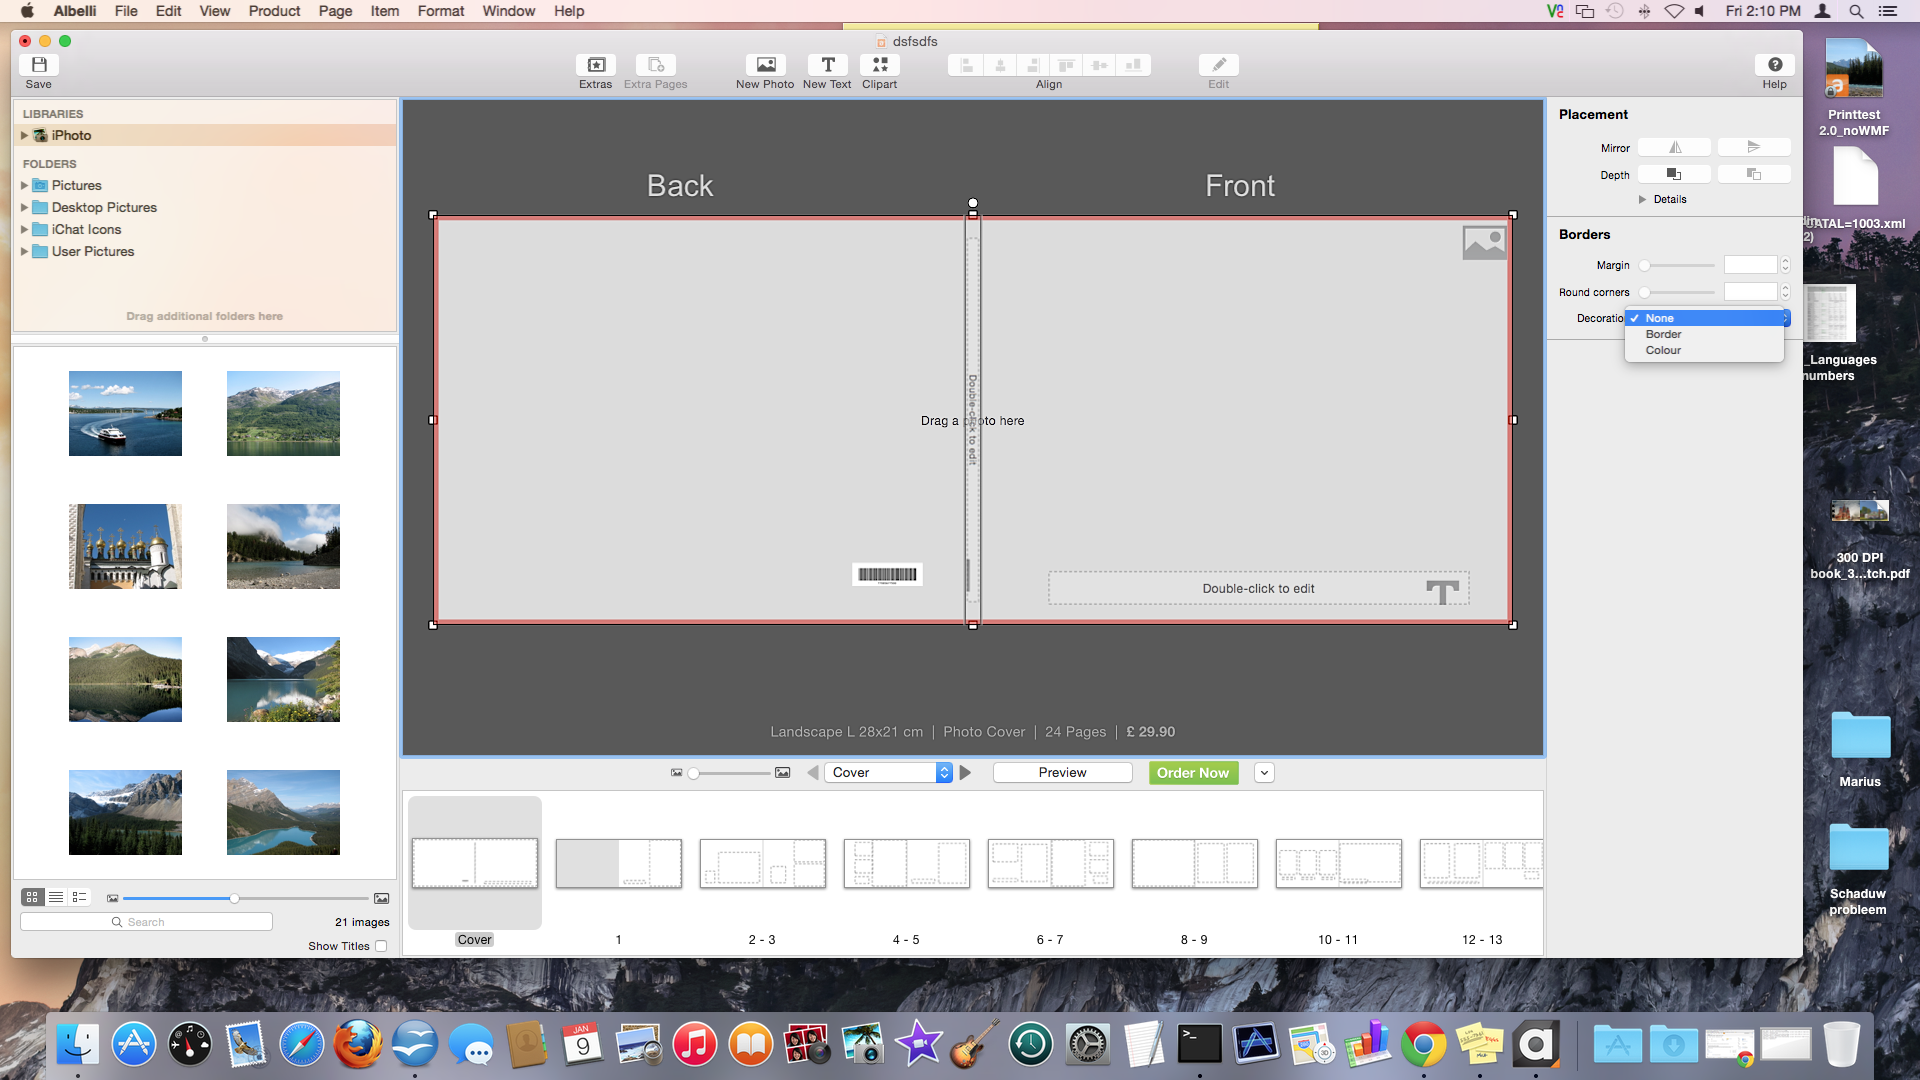 Albelli File Edit View Product Page Item Format Window Help
Fri 2:10 PM
dsfsdfs
Save
Extras
Extra Pages
New Photo
New Text
Clipart
Align
Edit
Help
LIBRARIES
iPhoto
FOLDERS
Pictures
Desktop Pictures
iChat Icons
User Pictures
Drag additional folders here
Search
21 images
Show Titles
Back
Front
Drag a photo here
Double-click to edit
Double-click to edit
Landscape L 28x21 cm | Photo Cover | 24 Pages | £ 29.90
Cover
Preview
Order Now
Cover
1
2 - 3
4 - 5
6 - 7
8 - 9
10 - 11
12 - 13
Placement
Mirror
Depth
Details
Borders
Margin
Round corners
Decoratio
None
Border
Colour
Printtest
2.0_noWMF
CATAL=1003.xml
2)
_Languages
numbers
300 DPI
book_3...tch.pdf
Marius
Schaduw
probleem
JAN
9